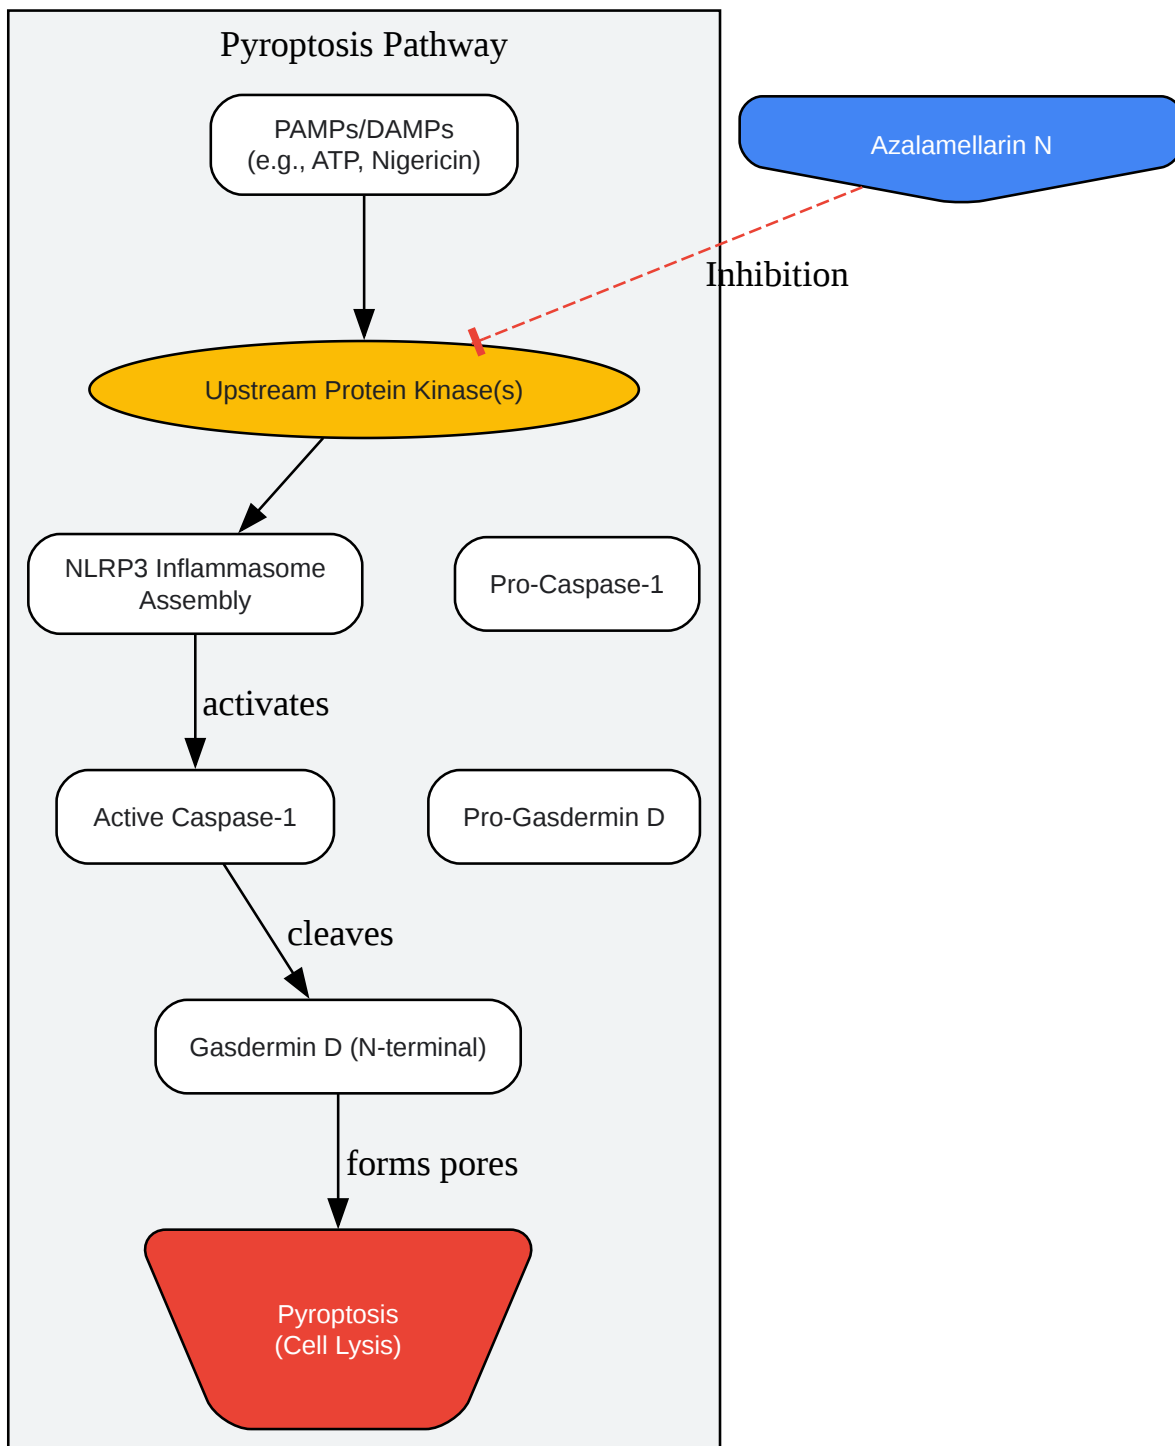 Pyroptosis Pathway
PAMPs/DAMPs
(e.g., ATP, Nigericin)
Azalamellarin N
Inhibition
Upstream Protein Kinase(s)
NLRP3 Inflammasome
Assembly
Pro-Caspase-1
activates
Active Caspase-1
Pro-Gasdermin D
cleaves
Gasdermin D (N-terminal)
forms pores
Pyroptosis
(Cell Lysis)